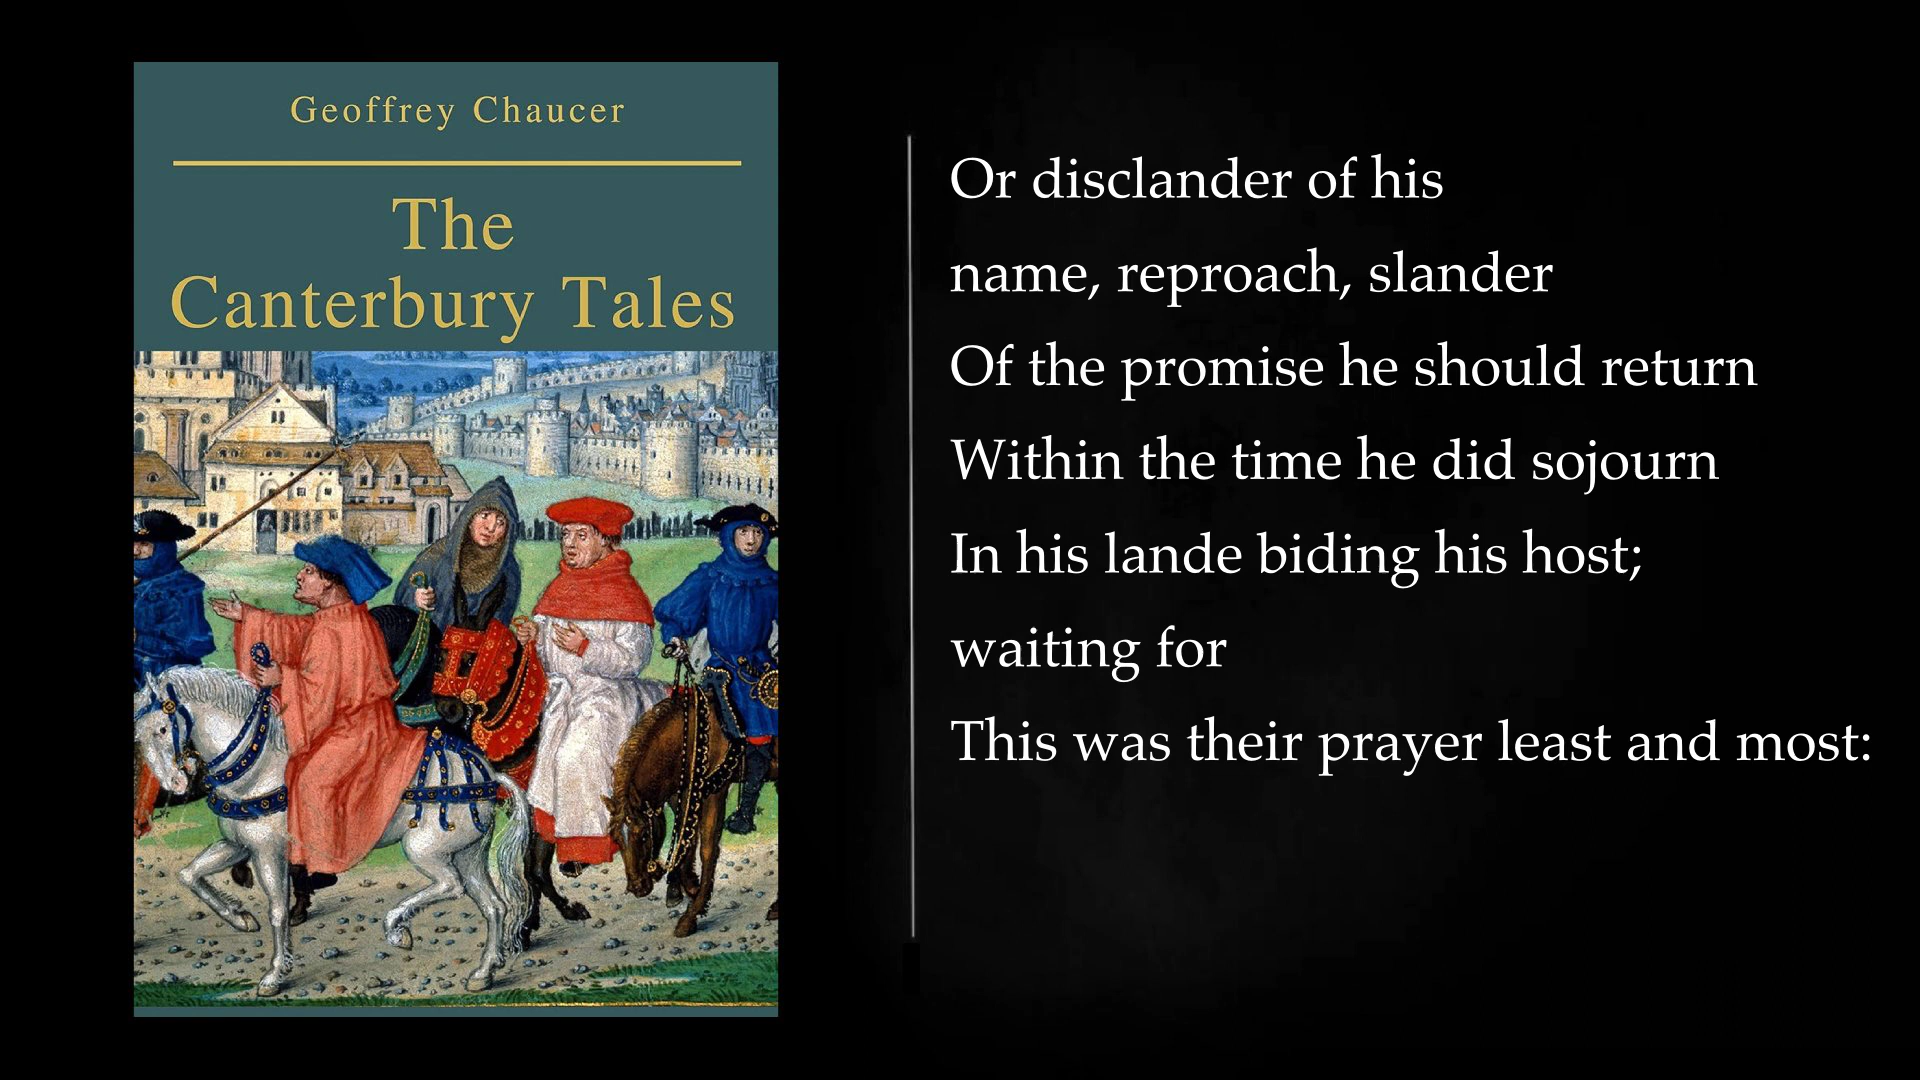 Geoffrey Chaucer
The
Canterbury Tales
Or disclander of his
name, reproach, slander
Of the promise he should return
Within the time he did sojourn
In his lande biding his host;
waiting for
This was their prayer least and most: